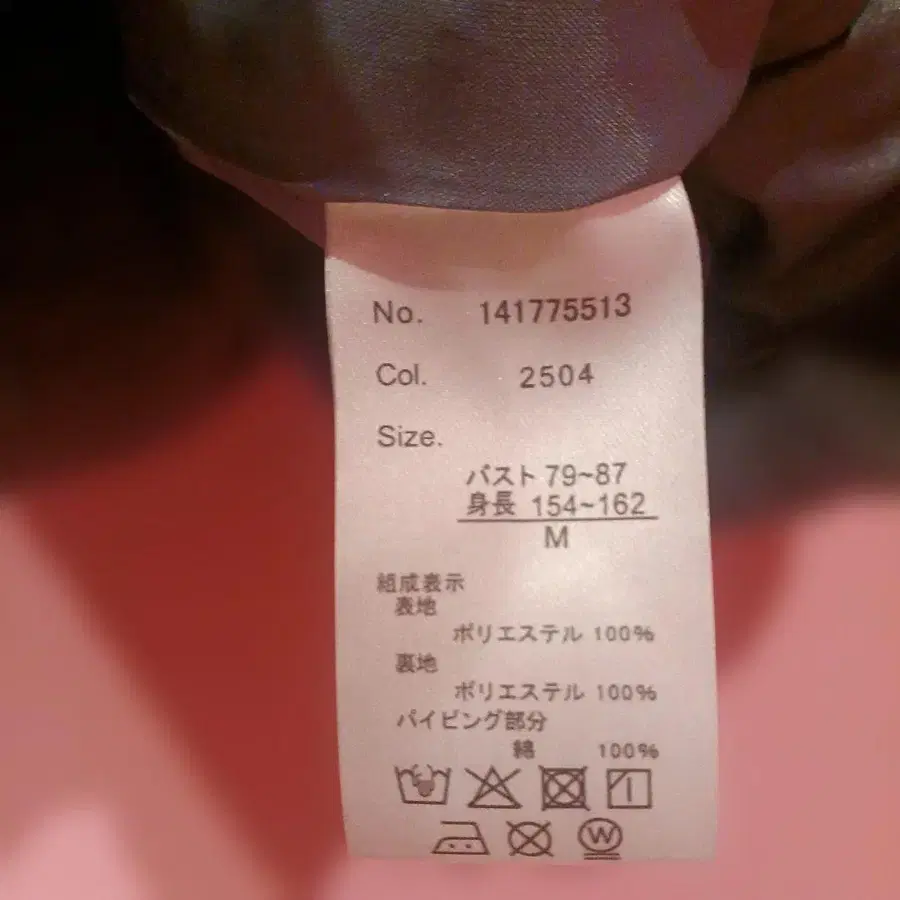 No. 141775513
Col. 2504
Size.
バスト 79~87
身長 154~162
M
組成表示
表地
ポリエステル 100%
裏地
ポリエステル 100%
パイピング部分
綿 100%
W